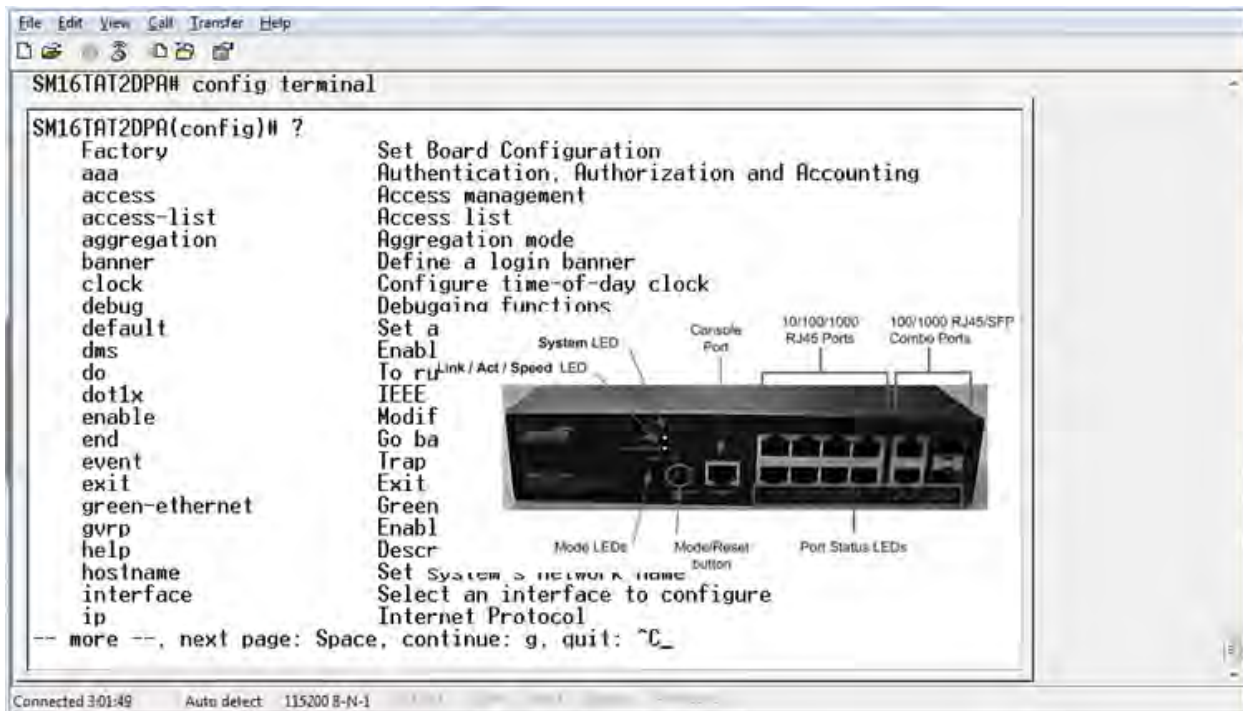 File Edit View Call Transfer Help
SM16TAT2DPA# config terminal
SM16TAT2DPA(config)# ?
Factory Set Board Configuration
aaa Authentication, Authorization and Accounting
access Access management
access-list Access list
aggregation Aggregation mode
banner Define a login banner
clock Configure time-of-day clock
debug Debugging functions
default Set a
dms Enabl
do To ru
dot1x IEEE
enable Modif
end Go ba
event Trap
exit Exit
green-ethernet Green
gvrp Enabl
help Descr
hostname Set system's network name
interface Select an interface to configure
ip Internet Protocol
-- more --, next page: Space, continue: g, quit: ^C_
System LED
Link / Act / Speed LED
Console Port
10/100/1000 RJ45 Ports
100/1000 RJ45/SFP Combo Ports
Mode LEDs
Mode/Reset button
Port Status LEDs
Connected 3:01:49 Auto detect 115200 8-N-1